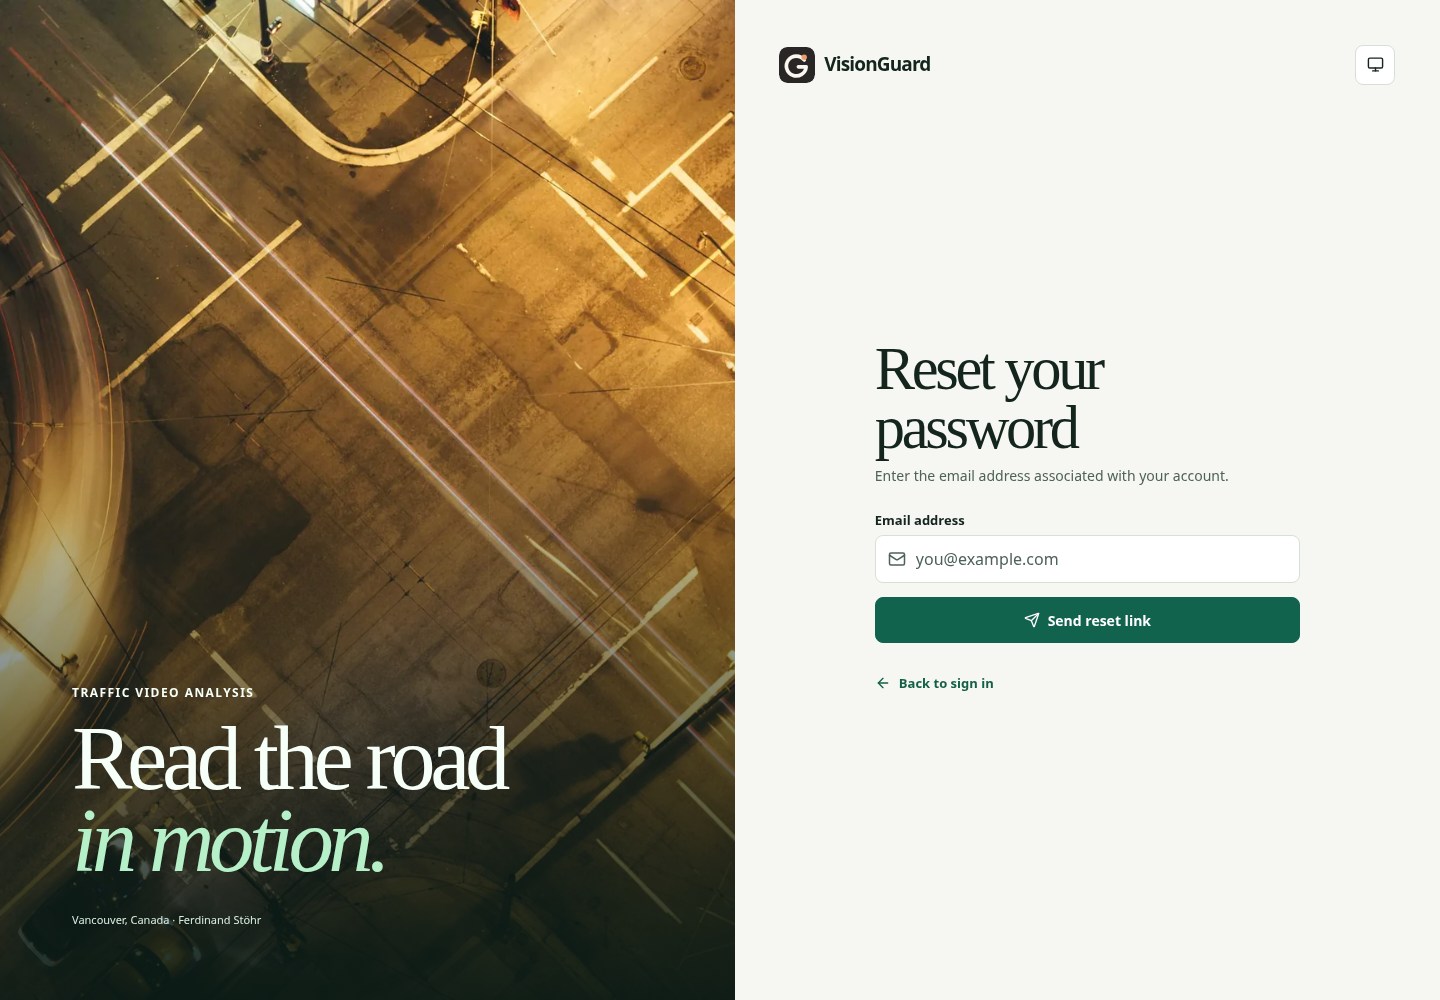 TRAFFIC VIDEO ANALYSIS
Read the road
in motion.
Vancouver, Canada · Ferdinand Stöhr
VisionGuard
Reset your
password
Enter the email address associated with your account.
Email address
you@example.com
Send reset link
Back to sign in